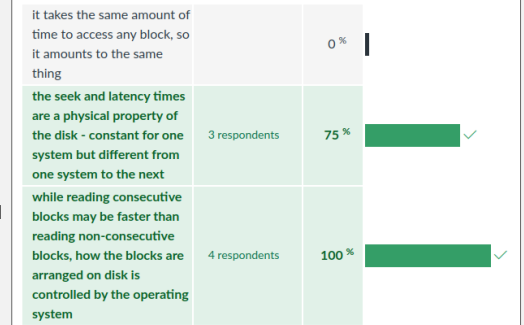 it takes the same amount of
time to access any block, so
it amounts to the same
thing
0 %
the seek and latency times
are a physical property of
the disk - constant for one
system but different from
one system to the next
3 respondents
75 %
while reading consecutive
blocks may be faster than
reading non-consecutive
blocks, how the blocks are
arranged on disk is
controlled by the operating
system
4 respondents
100 %